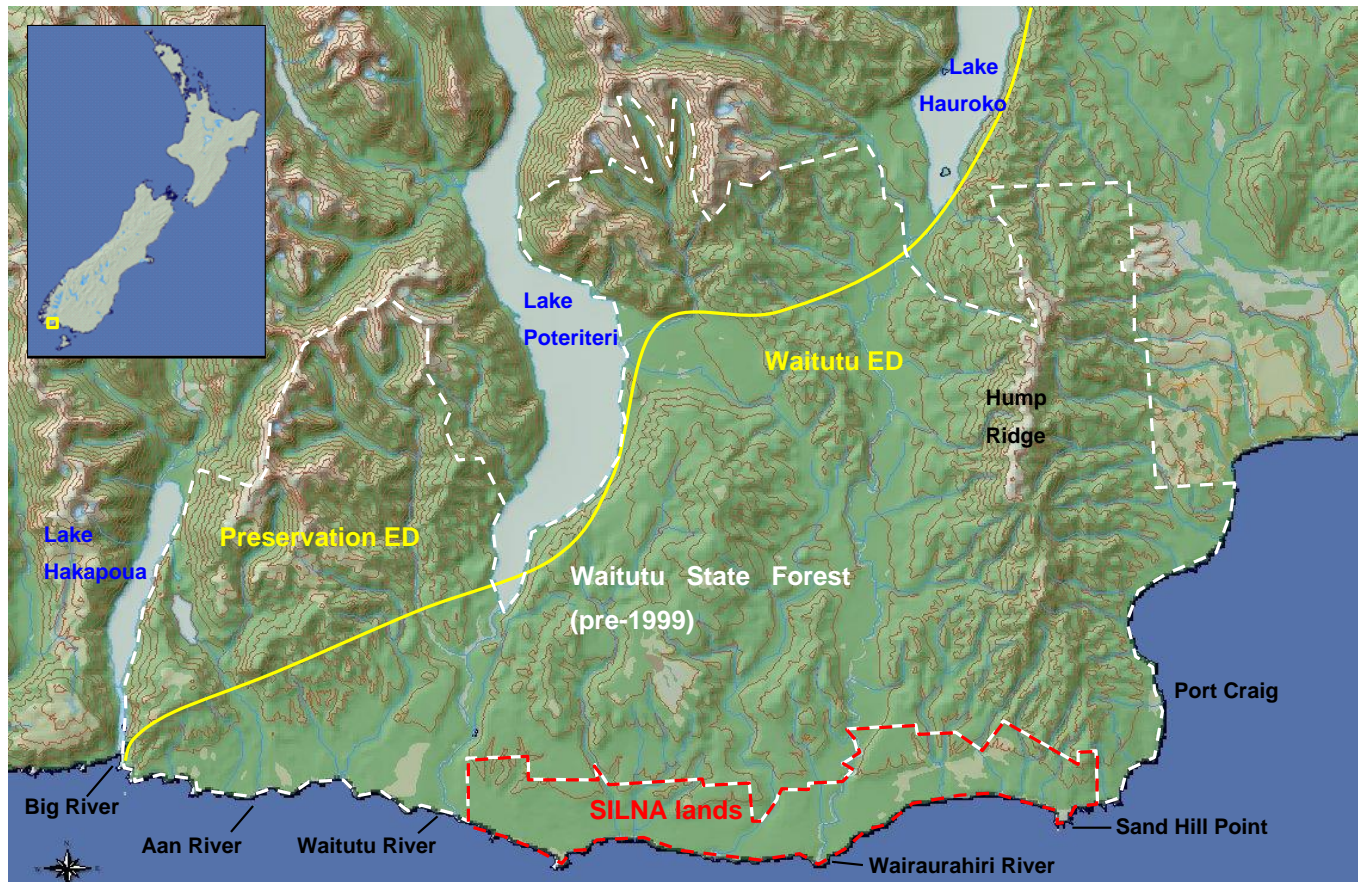 Lake
Hauroko
Lake
Poteriteri
Waitutu ED
Hump
Ridge
Lake
Hakapoua
Preservation ED
Waitutu State Forest
(pre-1999)
Port Craig
Big River
SILNA lands
Aan River
Waitutu River
Sand Hill Point
Wairaurahiri River